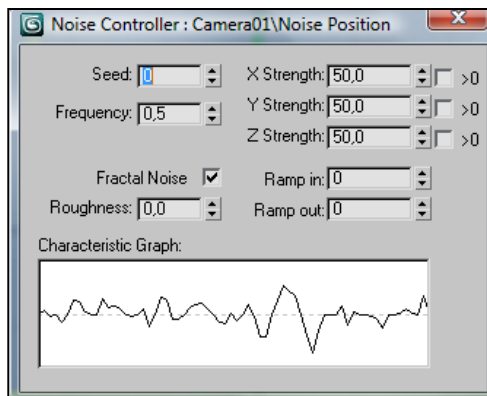 Noise Controller : Camera01\Noise Position
Seed: 0 X Strength: 50,0 >0
Frequency: 0,5 Y Strength: 50,0 >0
Z Strength: 50,0 >0
Fractal Noise Ramp in: 0
Roughness: 0,0 Ramp out: 0
Characteristic Graph: